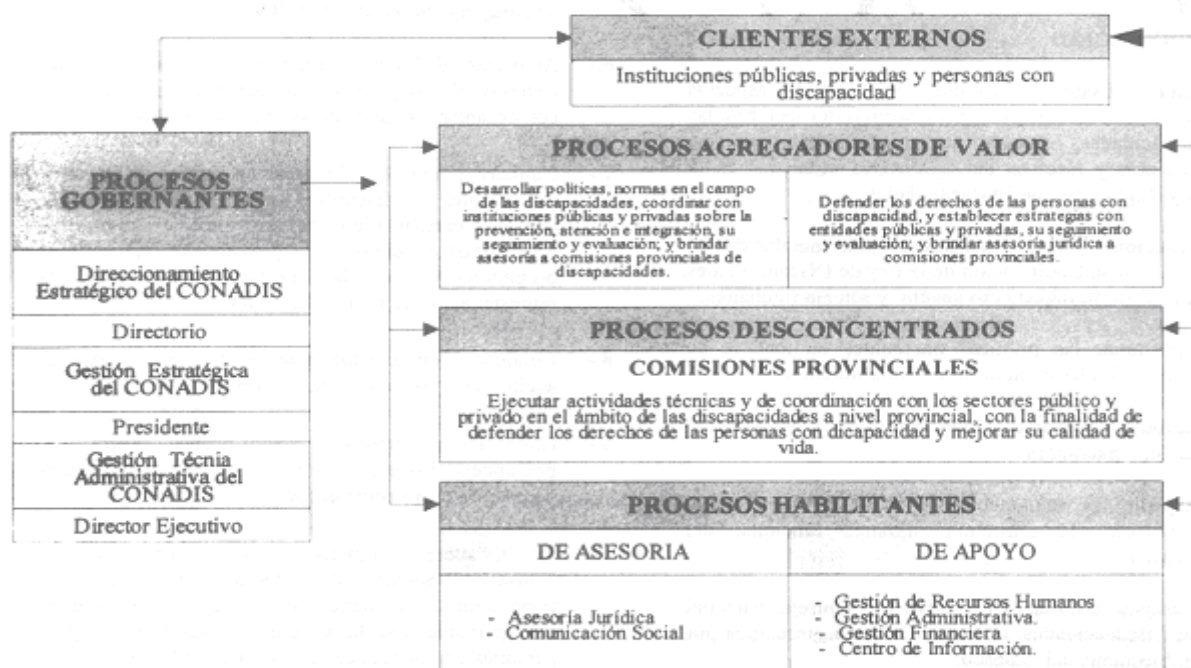 CLIENTES EXTERNOS
Instituciones públicas, privadas y personas con
discapacidad
PROCESOS
GOBERNANTES
Direccionamiento
Estratégico del CONADIS
Directorio
Gestión Estratégica
del CONADIS
Presidente
Gestión Técnia
Administrativa del
CONADIS
Director Ejecutivo
PROCESOS AGREGADORES DE VALOR
Desarrollar políticas, normas en el campo
de las discapacidades, coordinar con
instituciones públicas y privadas sobre la
prevención, atención e integración, su
seguimiento y evaluación; y brindar
asesoría a comisiones provinciales de
discapacidades.
Defender los derechos de las personas con
discapacidad, y establecer estrategias con
entidades públicas y privadas, su seguimiento
y evaluación; y brindar asesoría jurídica a
comisiones provinciales.
PROCESOS DESCONCENTRADOS
COMISIONES PROVINCIALES
Ejecutar actividades técnicas y de coordinación con los sectores público y
privado en el ámbito de las discapacidades a nivel provincial, con la finalidad de
defender los derechos de las personas con dicapacidad y mejorar su calidad de
vida.
PROCESOS HABILITANTES
DE ASESORIA
- Asesoría Jurídica
- Comunicación Social
DE APOYO
- Gestión de Recursos Humanos
- Gestión Administrativa.
- Gestión Financiera
- Centro de Información.